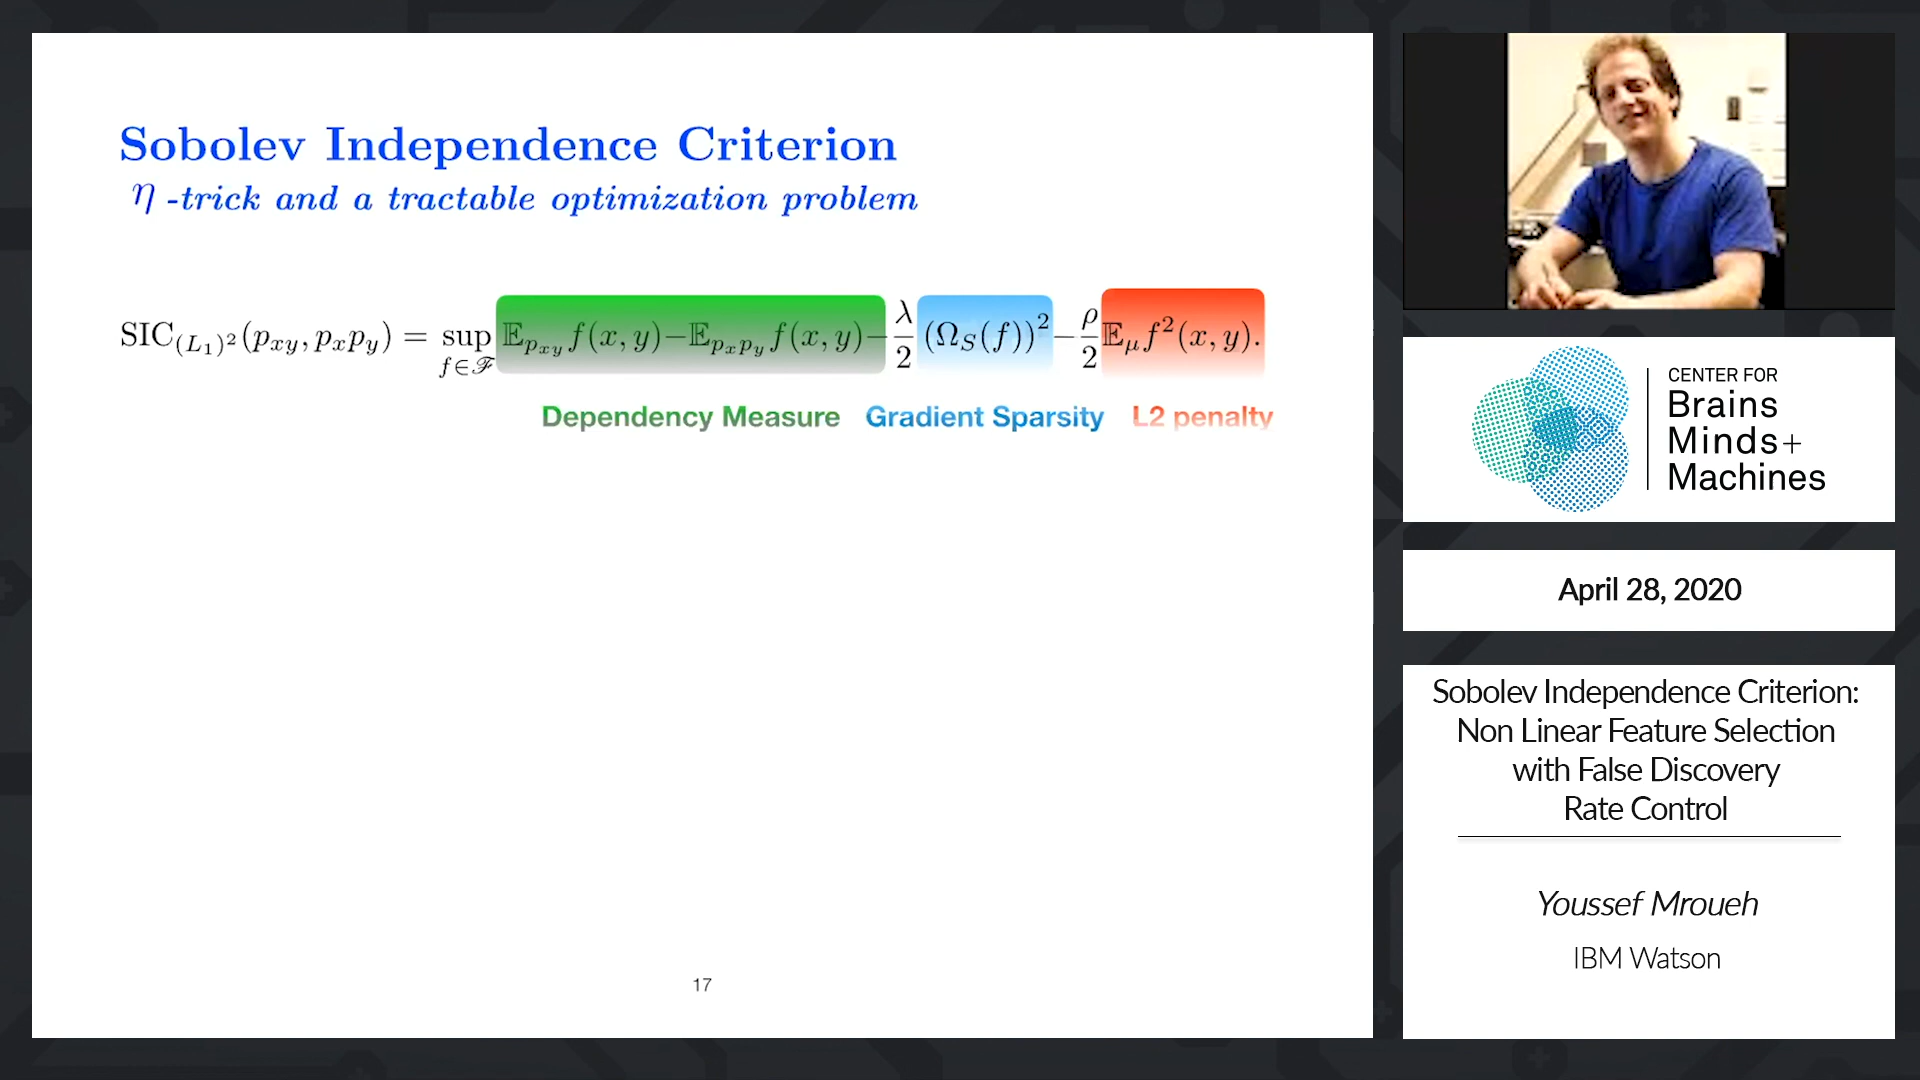 Sobolev Independence Criterion
η -trick and a tractable optimization problem
SIC_{(L_1)^2}(p_{xy}, p_x p_y) = sup_{f∈ℱ} 𝔼_{p_{xy}} f(x, y) − 𝔼_{p_x p_y} f(x, y) − λ/2 (Ω_S(f))^2 − ρ/2 𝔼_μ f^2(x, y).
Dependency Measure Gradient Sparsity L2 penalty
17
CENTER FOR
Brains
Minds+
Machines
April 28, 2020
Sobolev Independence Criterion:
Non Linear Feature Selection
with False Discovery
Rate Control
Youssef Mroueh
IBM Watson